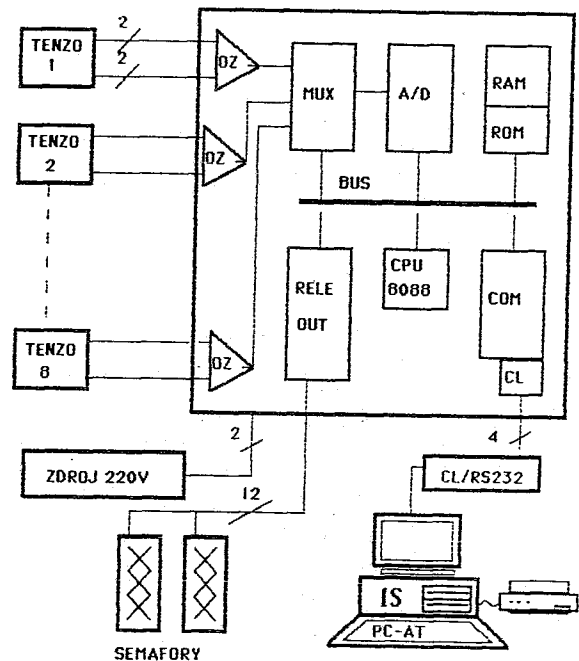 TENZO
1
2
2
OZ
MUX
A/D
RAM
ROM
TENZO
2
OZ
BUS
RELE
OUT
CPU
8088
COM
CL
TENZO
8
OZ
2
4
ZDROJ 220V
CL/RS232
12
IS
PC-AT
SEMAFORY